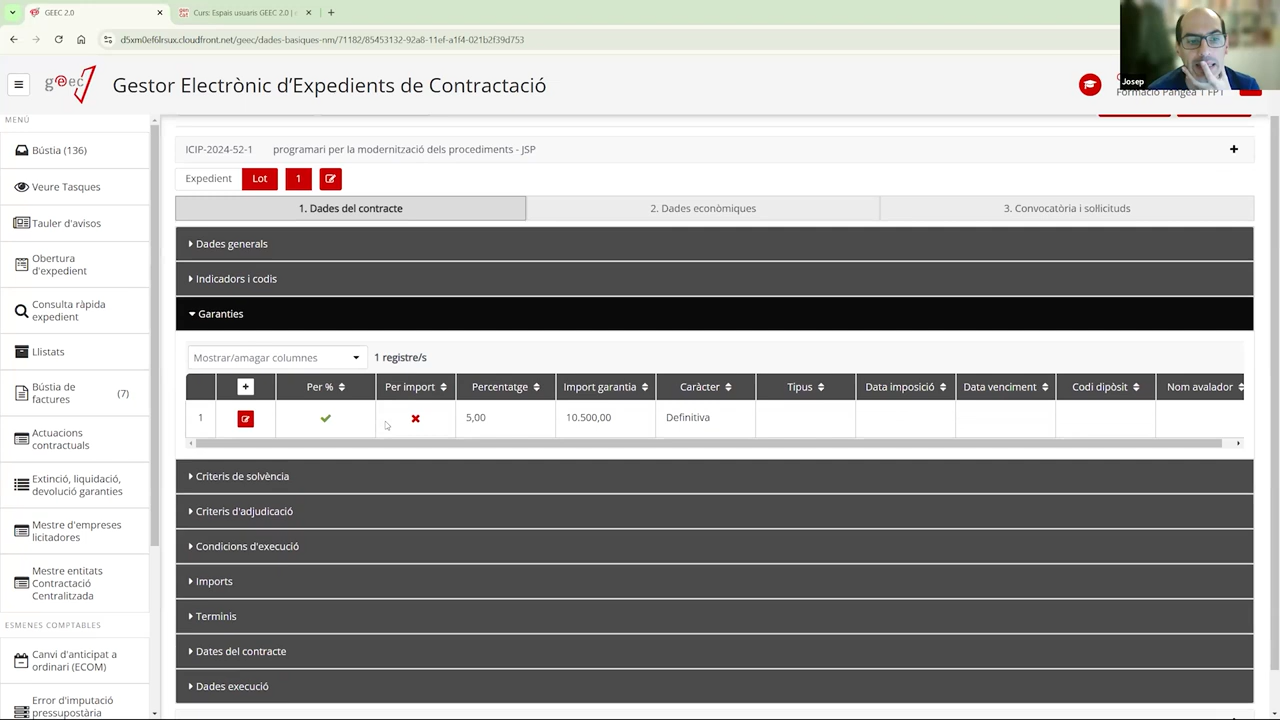 GEEC 2.0
Curs: Espais usuaris GEEC 2.0 | e
d5xm0ef6lrsux.cloudfront.net/geec/dades-basiques-nm/71182/85453132-92a8-11ef-a1f4-021b2f39d753
Josep
geec
Gestor Electrònic d'Expedients de Contractació
Formació Pangea 1 FPT
MENÚ
Bústia (136)
Veure Tasques
Tauler d'avisos
Obertura
d'expedient
Consulta ràpida
expedient
Llistats
Bústia de
factures
(7)
Actuacions
contractuals
Extinció, liquidació,
devolució garanties
Mestre d'empreses
licitadores
Mestre entitats
Contractació
Centralitzada
ESMENES COMPTABLES
Canvi d'anticipat a
ordinari (ECOM)
Error d'imputació
pressupostària
ICIP-2024-52-1 programari per la modernització dels procediments - JSP
Expedient Lot 1
1. Dades del contracte 2. Dades econòmiques 3. Convocatòria i sol·licituds
Dades generals
Indicadors i codis
Garanties
Mostrar/amagar columnes 1 registre/s
Per % Per import Percentatge Import garantia Caràcter Tipus Data imposició Data venciment Codi dipòsit Nom avalador
1 5,00 10.500,00 Definitiva
Criteris de solvència
Criteris d'adjudicació
Condicions d'execució
Imports
Terminis
Dates del contracte
Dades execució